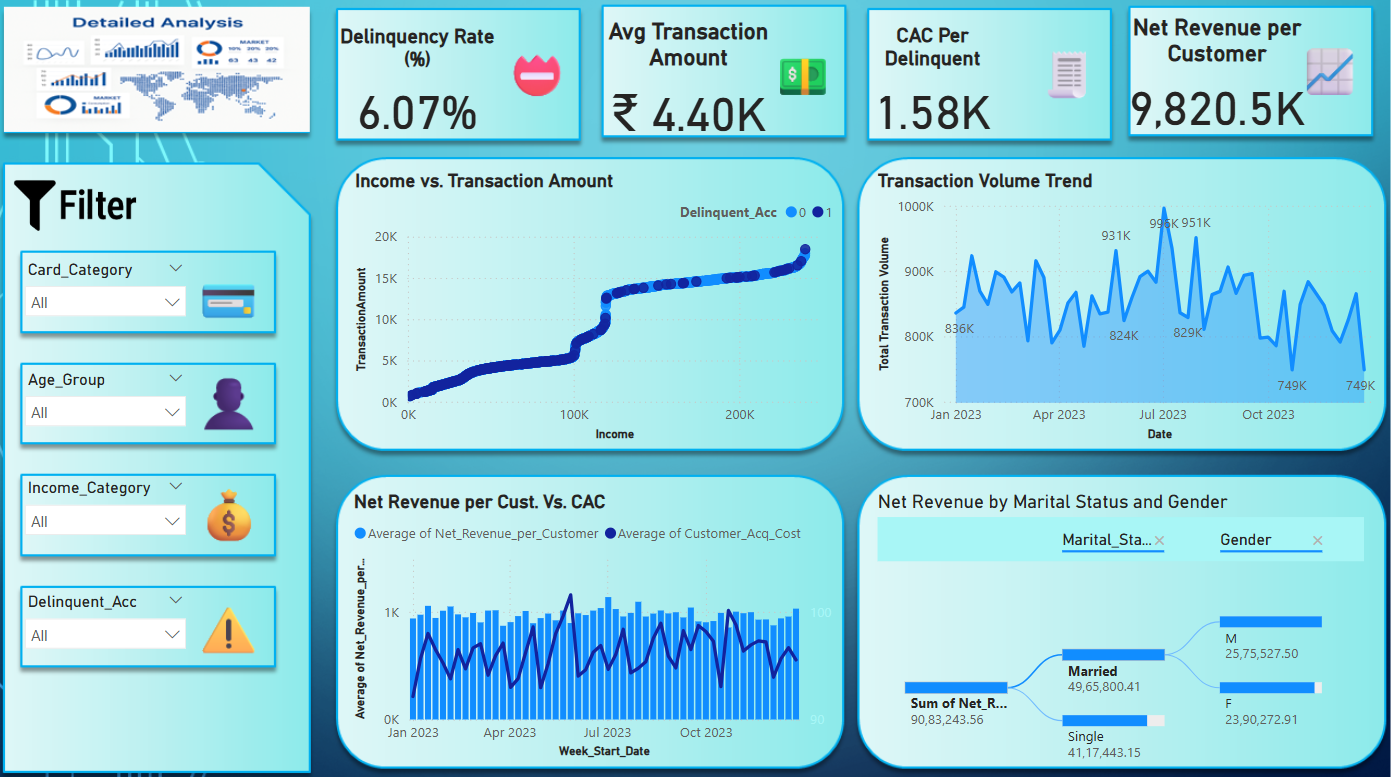 Detailed Analysis
MARKET
10% 20% 20%
63 43 42
MARKET
Delinquency Rate
(%)
6.07%
Avg Transaction
Amount
₹ 4.40K
CAC Per
Delinquent
1.58K
Net Revenue per
Customer
9,820.5K
Filter
Card_Category
All
Age_Group
All
Income_Category
All
Delinquent_Acc
All
Income vs. Transaction Amount
Delinquent_Acc 0 1
TransactionAmount
20K
15K
10K
5K
0K
0K 100K 200K
Income
Transaction Volume Trend
Total Transaction Volume
1000K
900K
800K
700K
996K 951K
931K
836K
824K
829K
749K
749K
Jan 2023 Apr 2023 Jul 2023 Oct 2023
Date
Net Revenue per Cust. Vs. CAC
Average of Net_Revenue_per_Customer Average of Customer_Acq_Cost
Average of Net_Revenue_per...
1K
0K
100
90
Jan 2023 Apr 2023 Jul 2023 Oct 2023
Week_Start_Date
Net Revenue by Marital Status and Gender
Marital_Sta... Gender
Sum of Net_R...
90,83,243.56
Married
49,65,800.41
Single
41,17,443.15
M
25,75,527.50
F
23,90,272.91